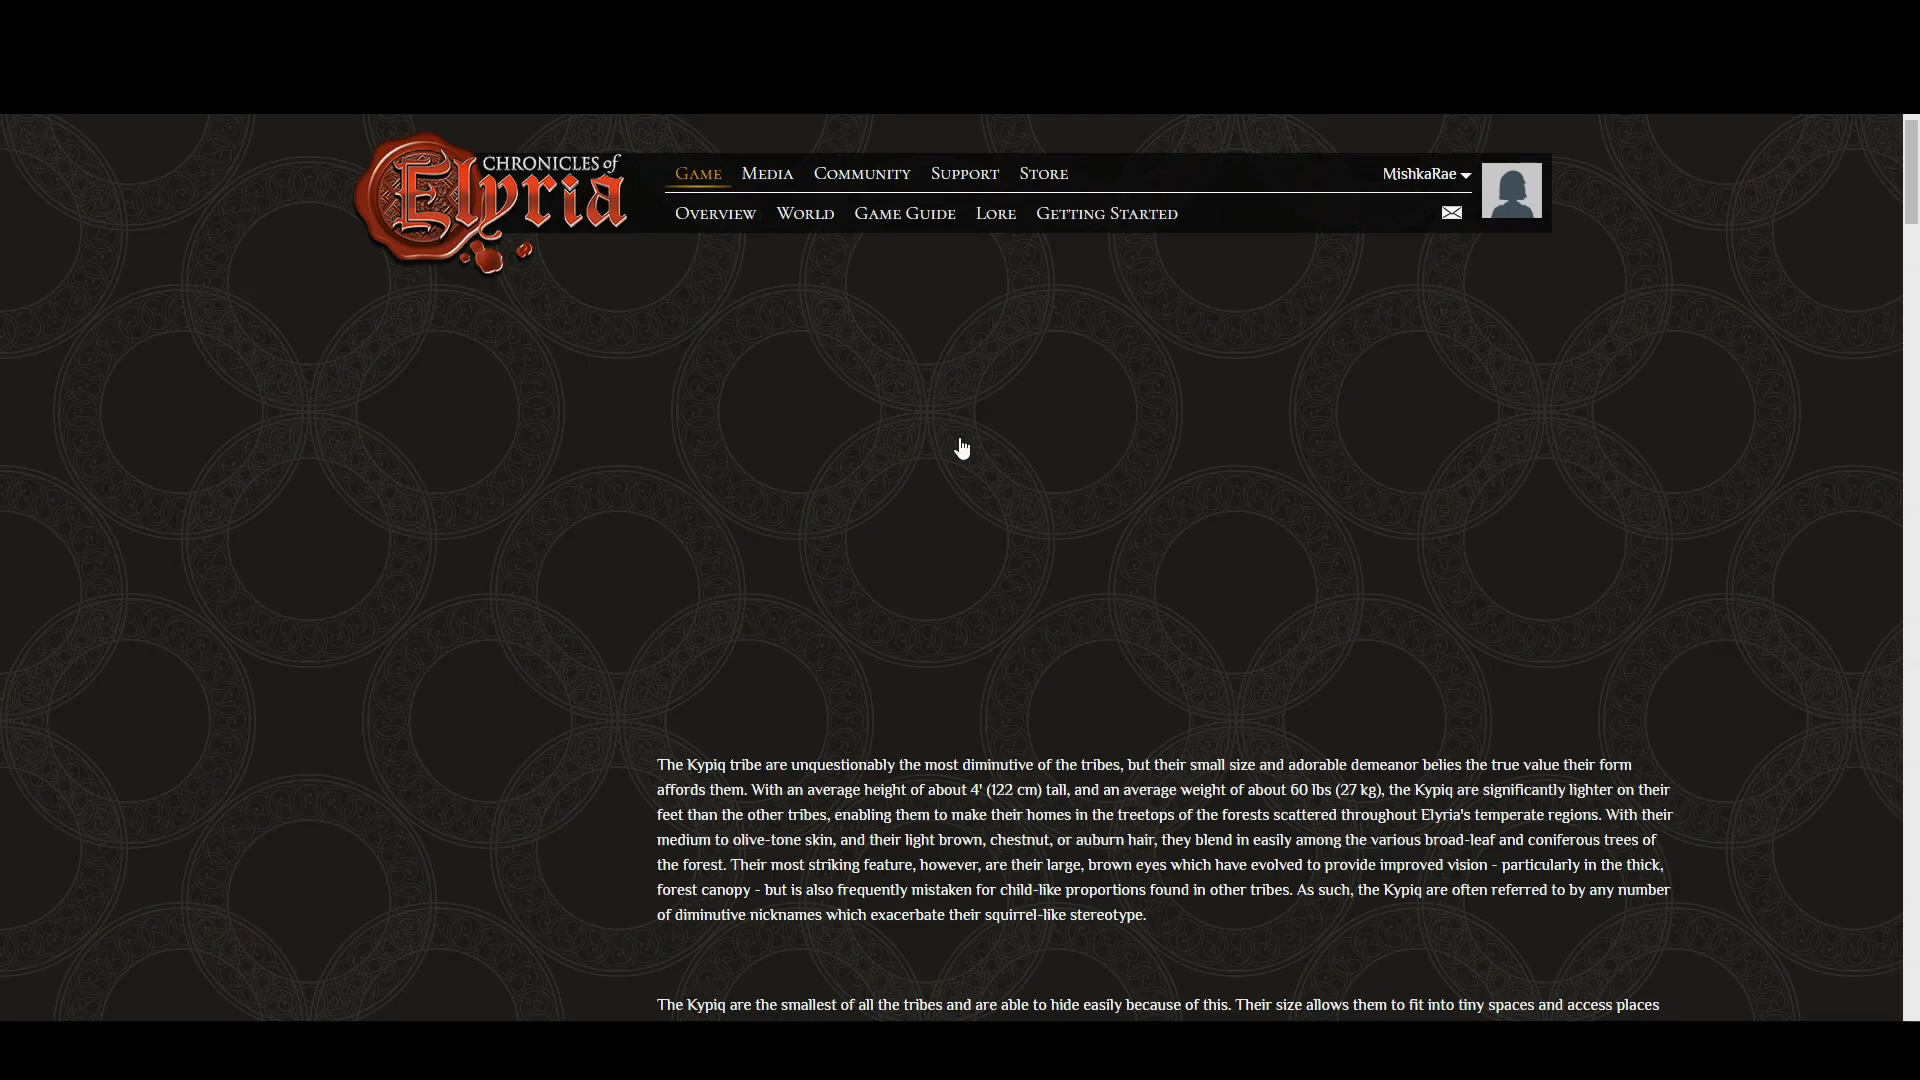 CHRONICLES of
Elyria
GAME MEDIA COMMUNITY SUPPORT STORE
MishkaRae
OVERVIEW WORLD GAME GUIDE LORE GETTING STARTED
The Kypiq tribe are unquestionably the most diminutive of the tribes, but their small size and adorable demeanor belies the true value their form
affords them. With an average height of about 4' (122 cm) tall, and an average weight of about 60 lbs (27 kg), the Kypiq are significantly lighter on their
feet than the other tribes, enabling them to make their homes in the treetops of the forests scattered throughout Elyria's temperate regions. With their
medium to olive-tone skin, and their light brown, chestnut, or auburn hair, they blend in easily among the various broad-leaf and coniferous trees of
the forest. Their most striking feature, however, are their large, brown eyes which have evolved to provide improved vision - particularly in the thick,
forest canopy - but is also frequently mistaken for child-like proportions found in other tribes. As such, the Kypiq are often referred to by any number
of diminutive nicknames which exacerbate their squirrel-like stereotype.
The Kypiq are the smallest of all the tribes and are able to hide easily because of this. Their size allows them to fit into tiny spaces and access places